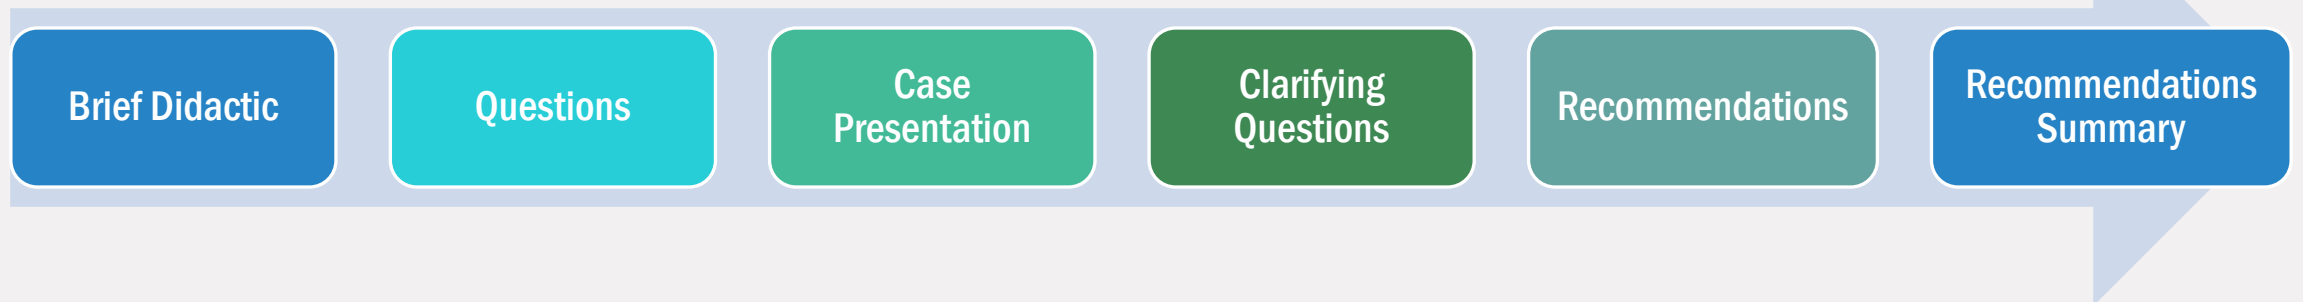 Brief Didactic
Questions
Case
Presentation
Clarifying
Questions
Recommendations
Recommendations
Summary